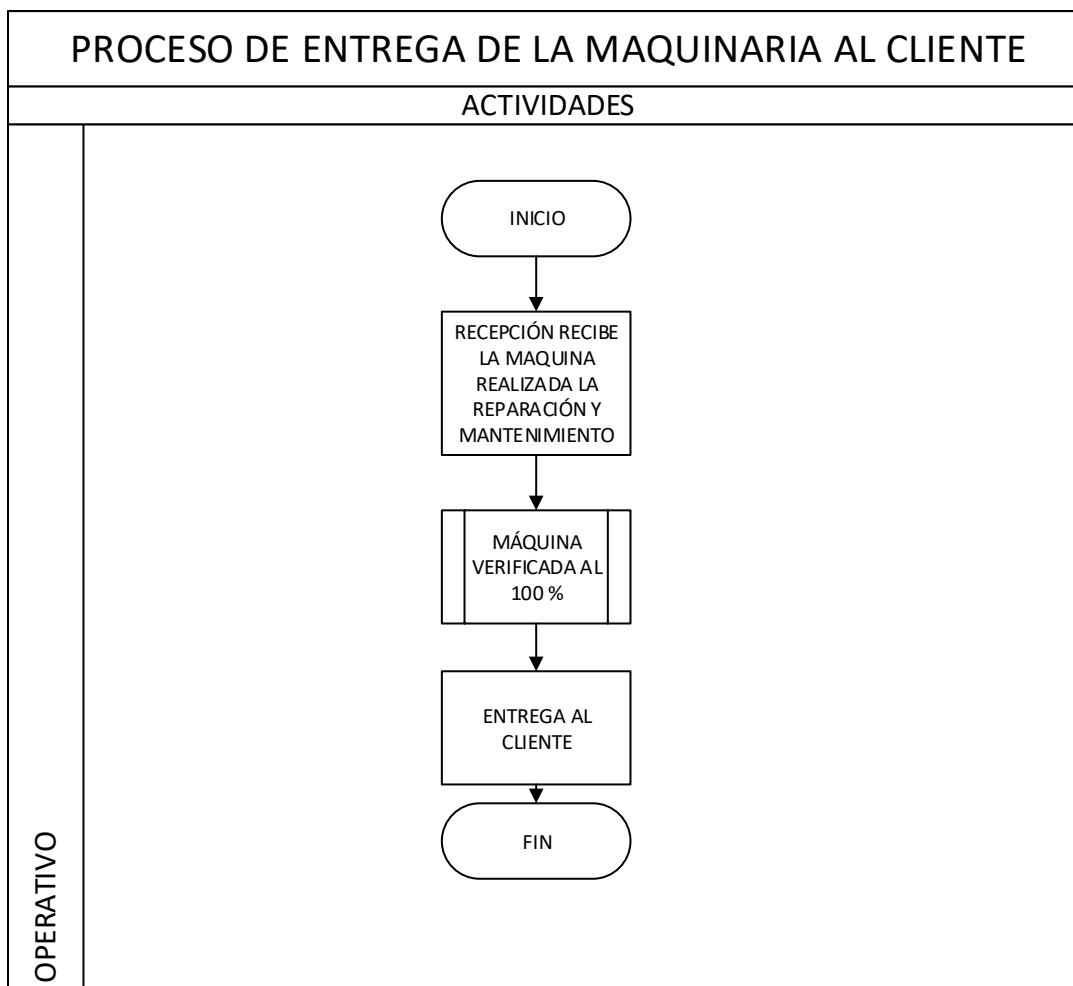 PROCESO DE ENTREGA DE LA MAQUINARIA AL CLIENTE
ACTIVIDADES
INICIO
RECEPCIÓN RECIBE
LA MAQUINA
REALIZADA LA
REPARACIÓN Y
MANTENIMIENTO
MÁQUINA
VERIFICADA AL
100 %
ENTREGA AL
CLIENTE
FIN
OPERATIVO